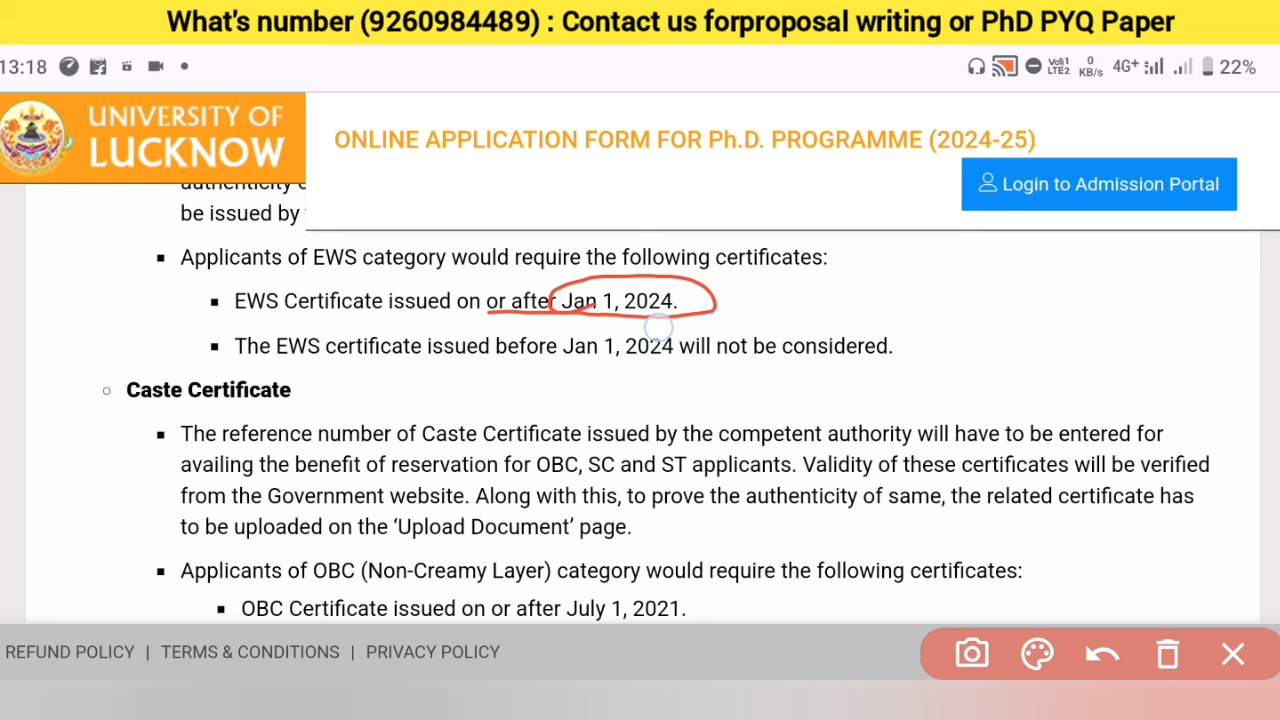 What's number (9260984489) : Contact us forproposal writing or PhD PYQ Paper
13:18
Vo)) 1
LTE2
0
KB/s
4G+
22%
UNIVERSITY OF
LUCKNOW
ONLINE APPLICATION FORM FOR Ph.D. PROGRAMME (2024-25)
Login to Admission Portal
authenticity
be issued by
▪ Applicants of EWS category would require the following certificates:
▪ EWS Certificate issued on or after Jan 1, 2024.
▪ The EWS certificate issued before Jan 1, 2024 will not be considered.
○ Caste Certificate
▪ The reference number of Caste Certificate issued by the competent authority will have to be entered for
availing the benefit of reservation for OBC, SC and ST applicants. Validity of these certificates will be verified
from the Government website. Along with this, to prove the authenticity of same, the related certificate has
to be uploaded on the ‘Upload Document’ page.
▪ Applicants of OBC (Non-Creamy Layer) category would require the following certificates:
▪ OBC Certificate issued on or after July 1, 2021.
REFUND POLICY | TERMS & CONDITIONS | PRIVACY POLICY